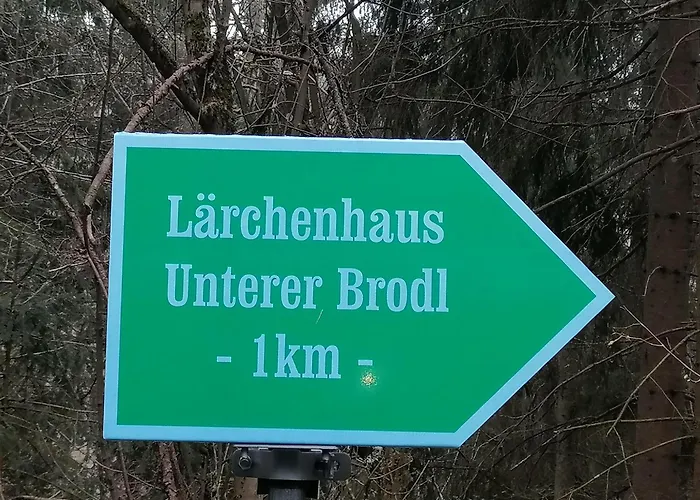 Lärchenhaus
Unterer Brodl
- 1km -